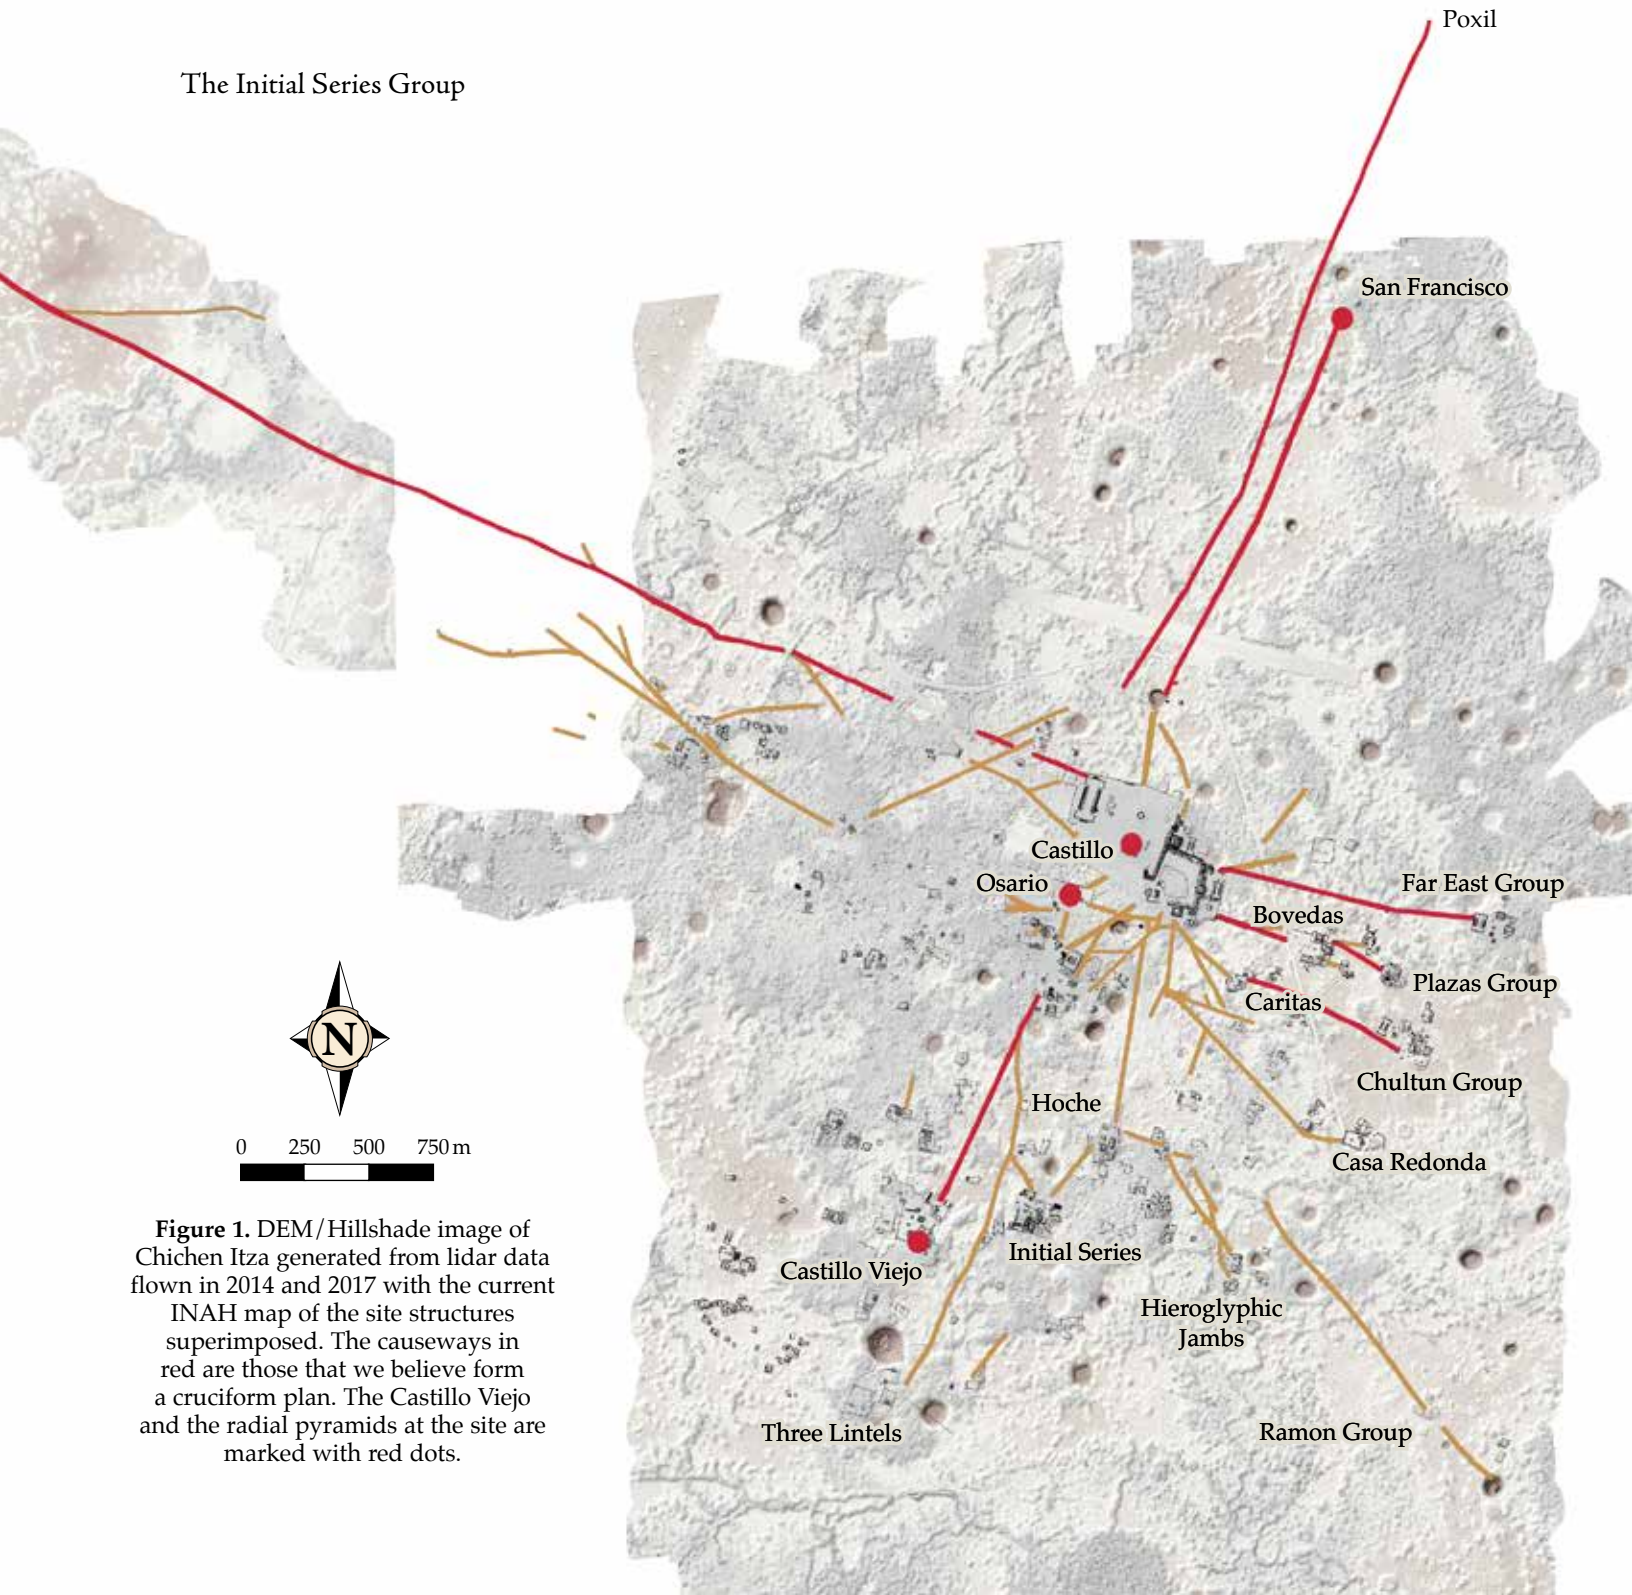 Poxil
The Initial Series Group
San Francisco
Castillo
Osario
Far East Group
Bovedas
Plazas Group
Caritas
N
Chultun Group
Hoche
0 250 500 750 m
Casa Redonda
Figure 1. DEM/Hillshade image of
Chichen Itza generated from lidar data
flown in 2014 and 2017 with the current
INAH map of the site structures
superimposed. The causeways in
red are those that we believe form
a cruciform plan. The Castillo Viejo
and the radial pyramids at the site are
marked with red dots.
Initial Series
Castillo Viejo
Hieroglyphic
Jambs
Three Lintels
Ramon Group